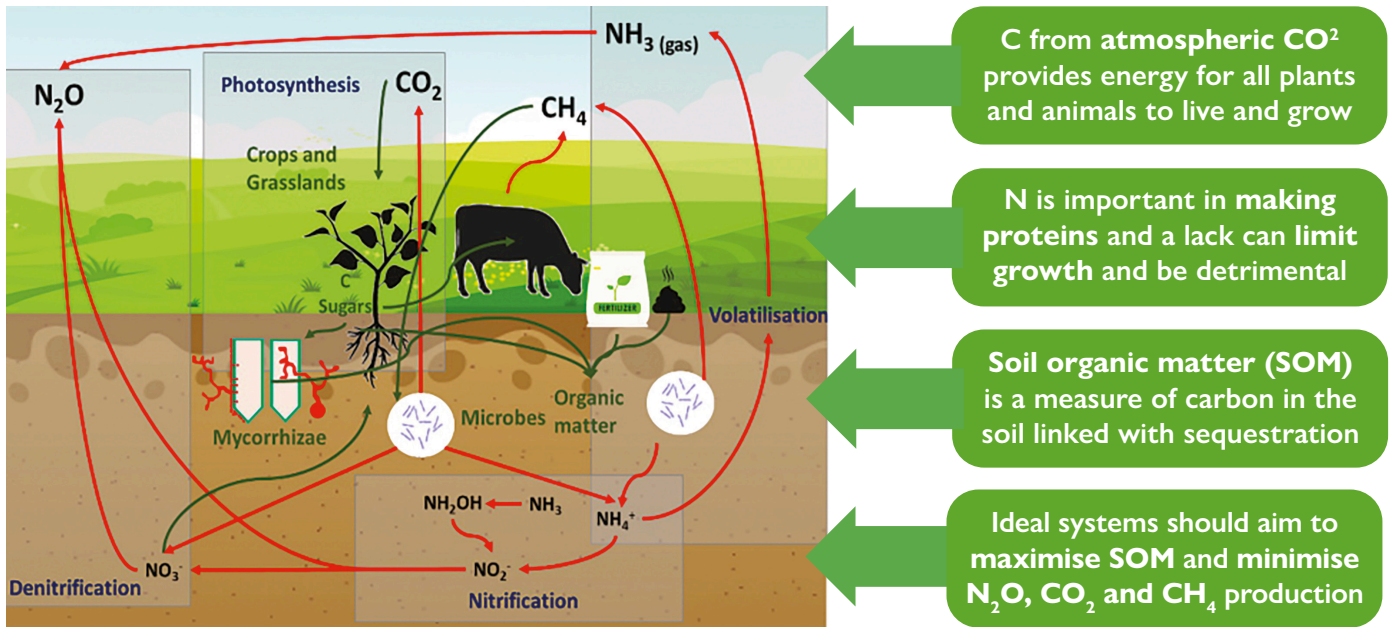 NH₃ (gas)
N₂O
Photosynthesis
CO₂
CH₄
Crops and
Grasslands
C
Sugars
FERTILIZER
Volatilisation
Mycorrhizae
Microbes
Organic
matter
NH₂OH
NH₃
NH₄⁺
NO₃⁻
NO₂⁻
Denitrification
Nitrification
C from atmospheric CO²
provides energy for all plants
and animals to live and grow
N is important in making
proteins and a lack can limit
growth and be detrimental
Soil organic matter (SOM)
is a measure of carbon in the
soil linked with sequestration
Ideal systems should aim to
maximise SOM and minimise
N₂O, CO₂ and CH₄ production